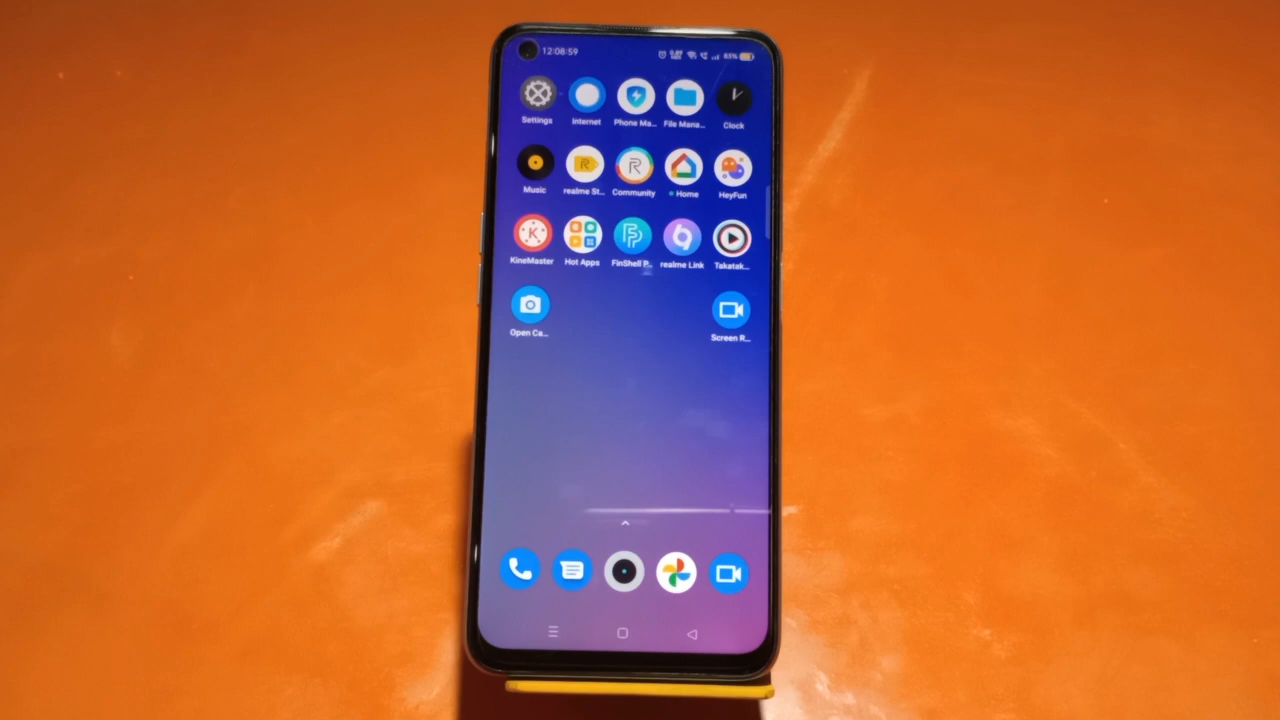 12:08:59
83%
Settings
Internet
Phone Ma...
File Mana...
Clock
Music
realme St...
Community
Home
HeyFun
KineMaster
Hot Apps
FinShell P...
realme Link
Takatak...
Open Ca...
Screen R...